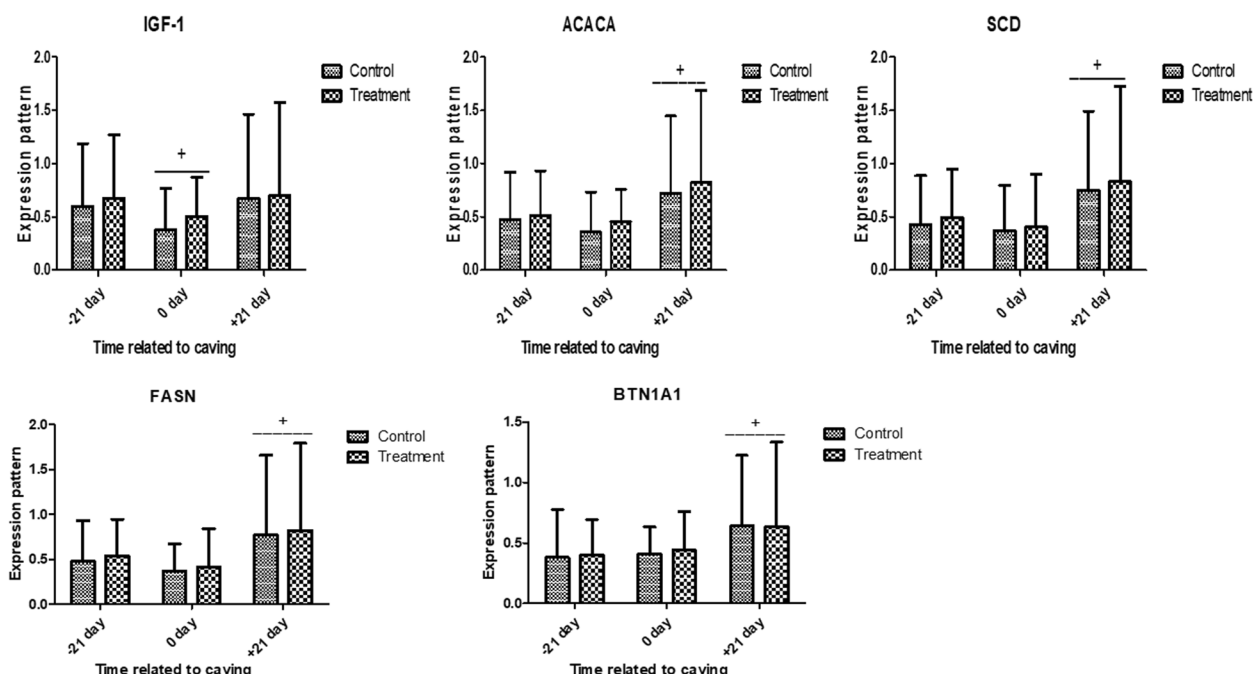 IGF-1
Expression pattern
2.0
1.5
1.0
0.5
0.0
+
Control
Treatment
-21 day
0 day
+21 day
Time related to caving
ACACA
Expression pattern
2.0
1.5
1.0
0.5
0.0
+
Control
Treatment
-21 day
0 day
+21 day
Time related to caving
SCD
Expression pattern
2.0
1.5
1.0
0.5
0.0
+
Control
Treatment
-21 day
0 day
+21 day
Time related to caving
FASN
Expression pattern
2.0
1.5
1.0
0.5
0.0
+
Control
Treatment
-21 day
0 day
+21 day
Time related to caving
BTN1A1
Expression pattern
1.5
1.0
0.5
0.0
+
Control
Treatment
-21 day
0 day
+21 day
Time related to caving